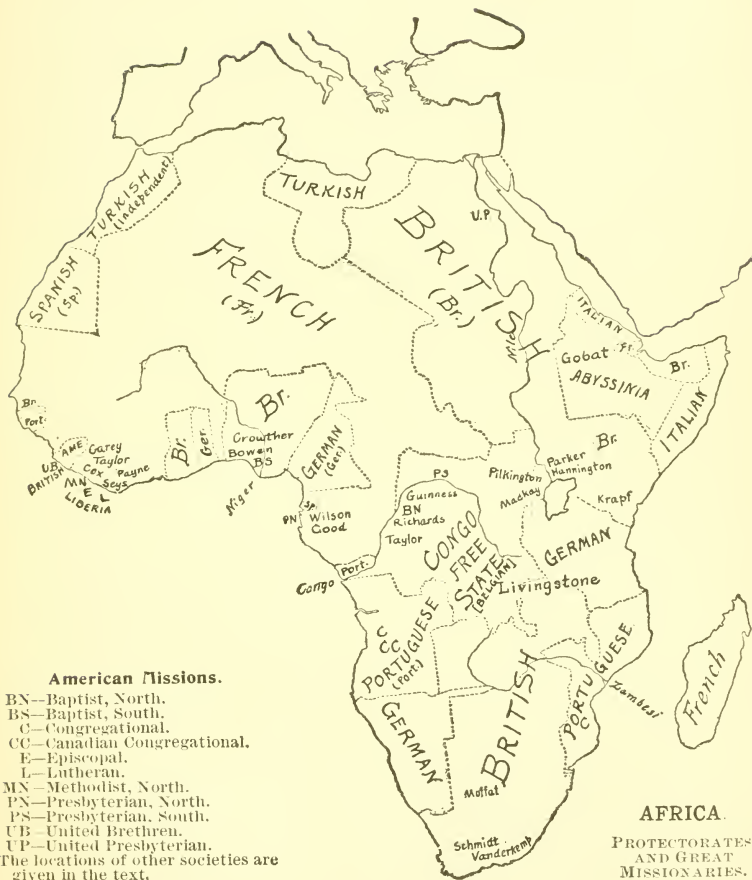 TURKISH
(Independent)
TURKISH
SPANISH
(Sp.)
FRENCH
(Fr.)
BRITISH
(Br.)
U.P.
Nile
ITALIAN
Fr.
Gobat
ABYSSINIA
Br.
ITALIAN
Br.
Port.
AME
Carey
Taylor
Cox
Payne
Seys
U.B.
BRITISH
MN
E
L
LIBERIA
Br.
Ger.
Br.
Crowther
Bowen
BS
Niger
GERMAN
(Ger)
Sp.
PN
Wilson
Good
PS
Guinness
BN
Richards
Taylor
CONGO
FREE
STATE
[BELGIAN]
Pilkington
Mackay
Parker
Hannington
Br.
Krapf
GERMAN
Livingstone
Congo
Port.
C
CC
PORTUGUESE
(Port.)
PORTUGUESE
C
Zambesi
French
GERMAN
BRITISH
Moffat
Schmidt
Vanderkemp
American Missions.
BN--Baptist, North.
BS--Baptist, South.
C--Congregational.
CC--Canadian Congregational.
E--Episcopal.
L--Lutheran.
MN--Methodist, North.
PN--Presbyterian, North.
PS--Presbyterian. South.
UB--United Brethren.
UP--United Presbyterian.
The locations of other societies are
given in the text.
AFRICA.
PROTECTORATES
AND GREAT
MISSIONARIES.